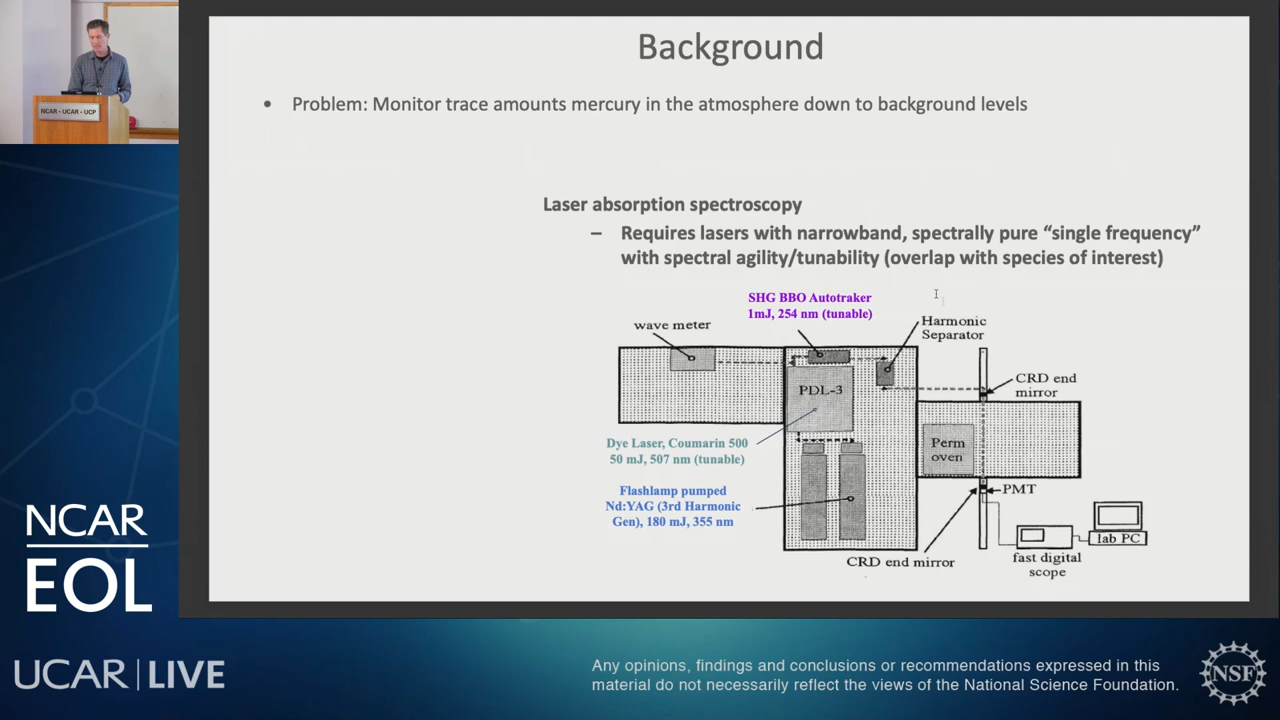 NCAR • UCAR • UCP
Background
• Problem: Monitor trace amounts mercury in the atmosphere down to background levels
Laser absorption spectroscopy
– Requires lasers with narrowband, spectrally pure “single frequency”
with spectral agility/tunability (overlap with species of interest)
SHG BBO Autotraker
1mJ, 254 nm (tunable)
wave meter
Harmonic
Separator
PDL-3
CRD end
mirror
Dye Laser, Coumarin 500
50 mJ, 507 nm (tunable)
Perm
oven
Flashlamp pumped
Nd:YAG (3rd Harmonic
Gen), 180 mJ, 355 nm
PMT
lab PC
CRD end mirror
fast digital
scope
NCAR
EOL
UCAR | LIVE
Any opinions, findings and conclusions or recommendations expressed in this
material do not necessarily reflect the views of the National Science Foundation.
NSF